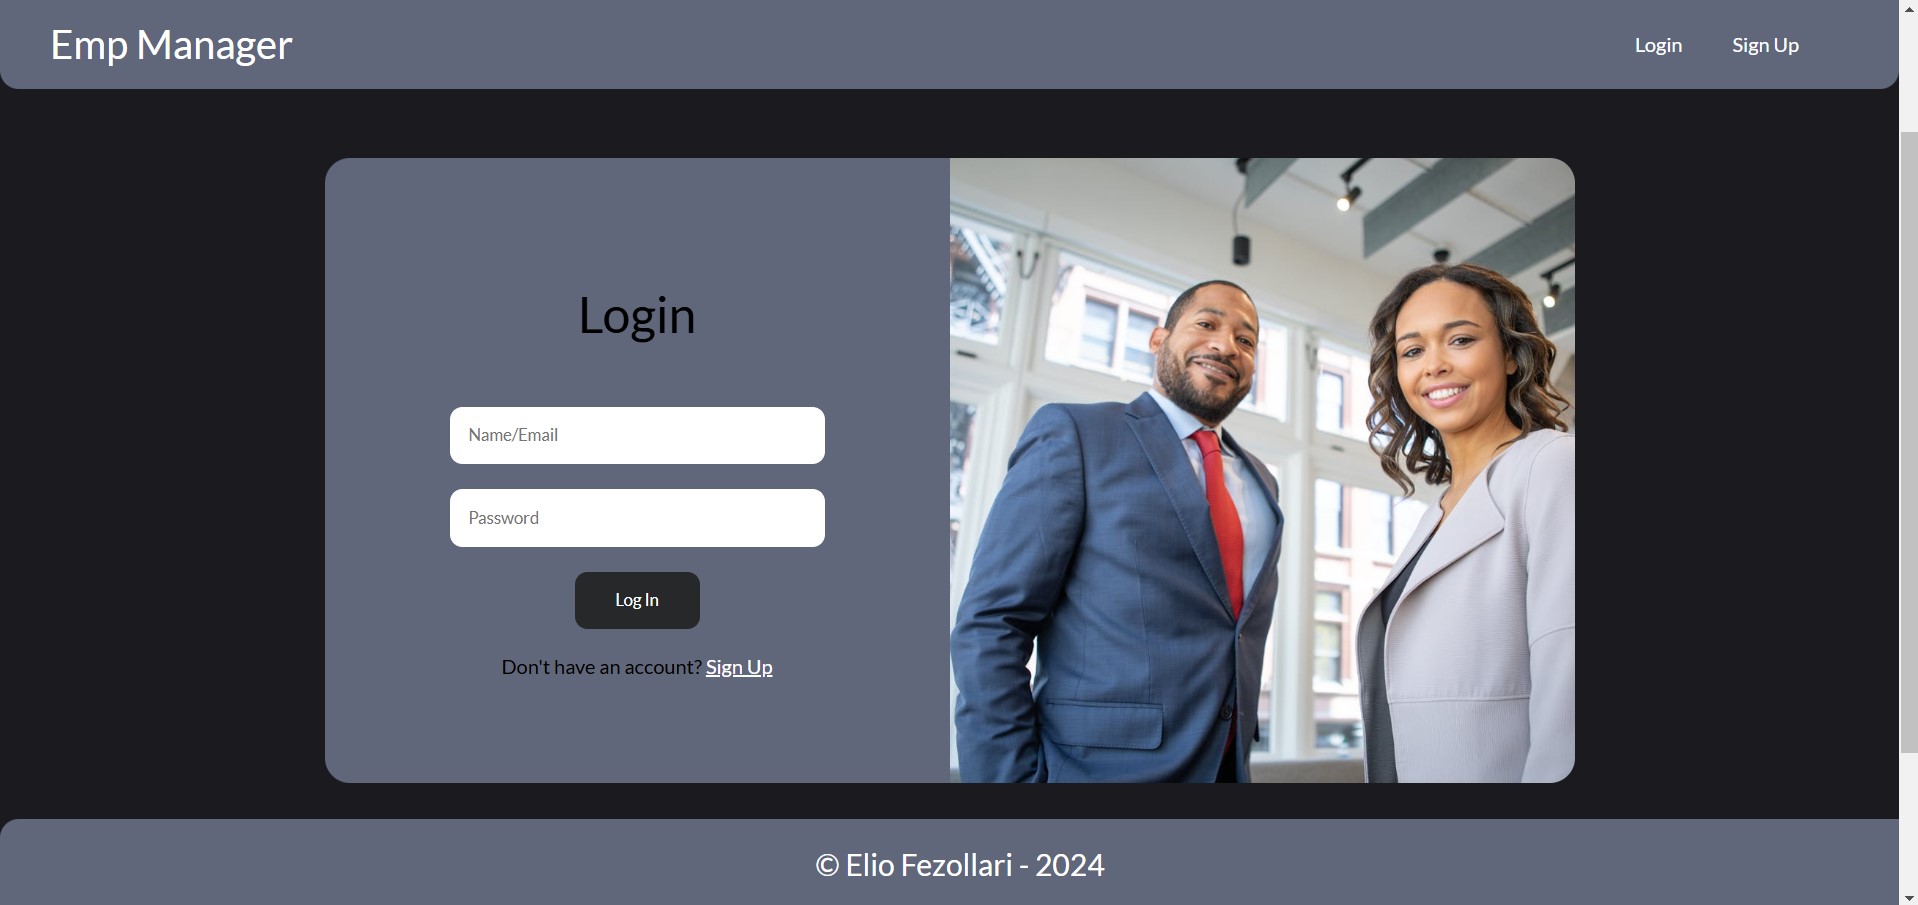 Emp Manager
Login
Sign Up
Login
Name/Email
Password
Log In
Don't have an account? Sign Up
© Elio Fezollari - 2024